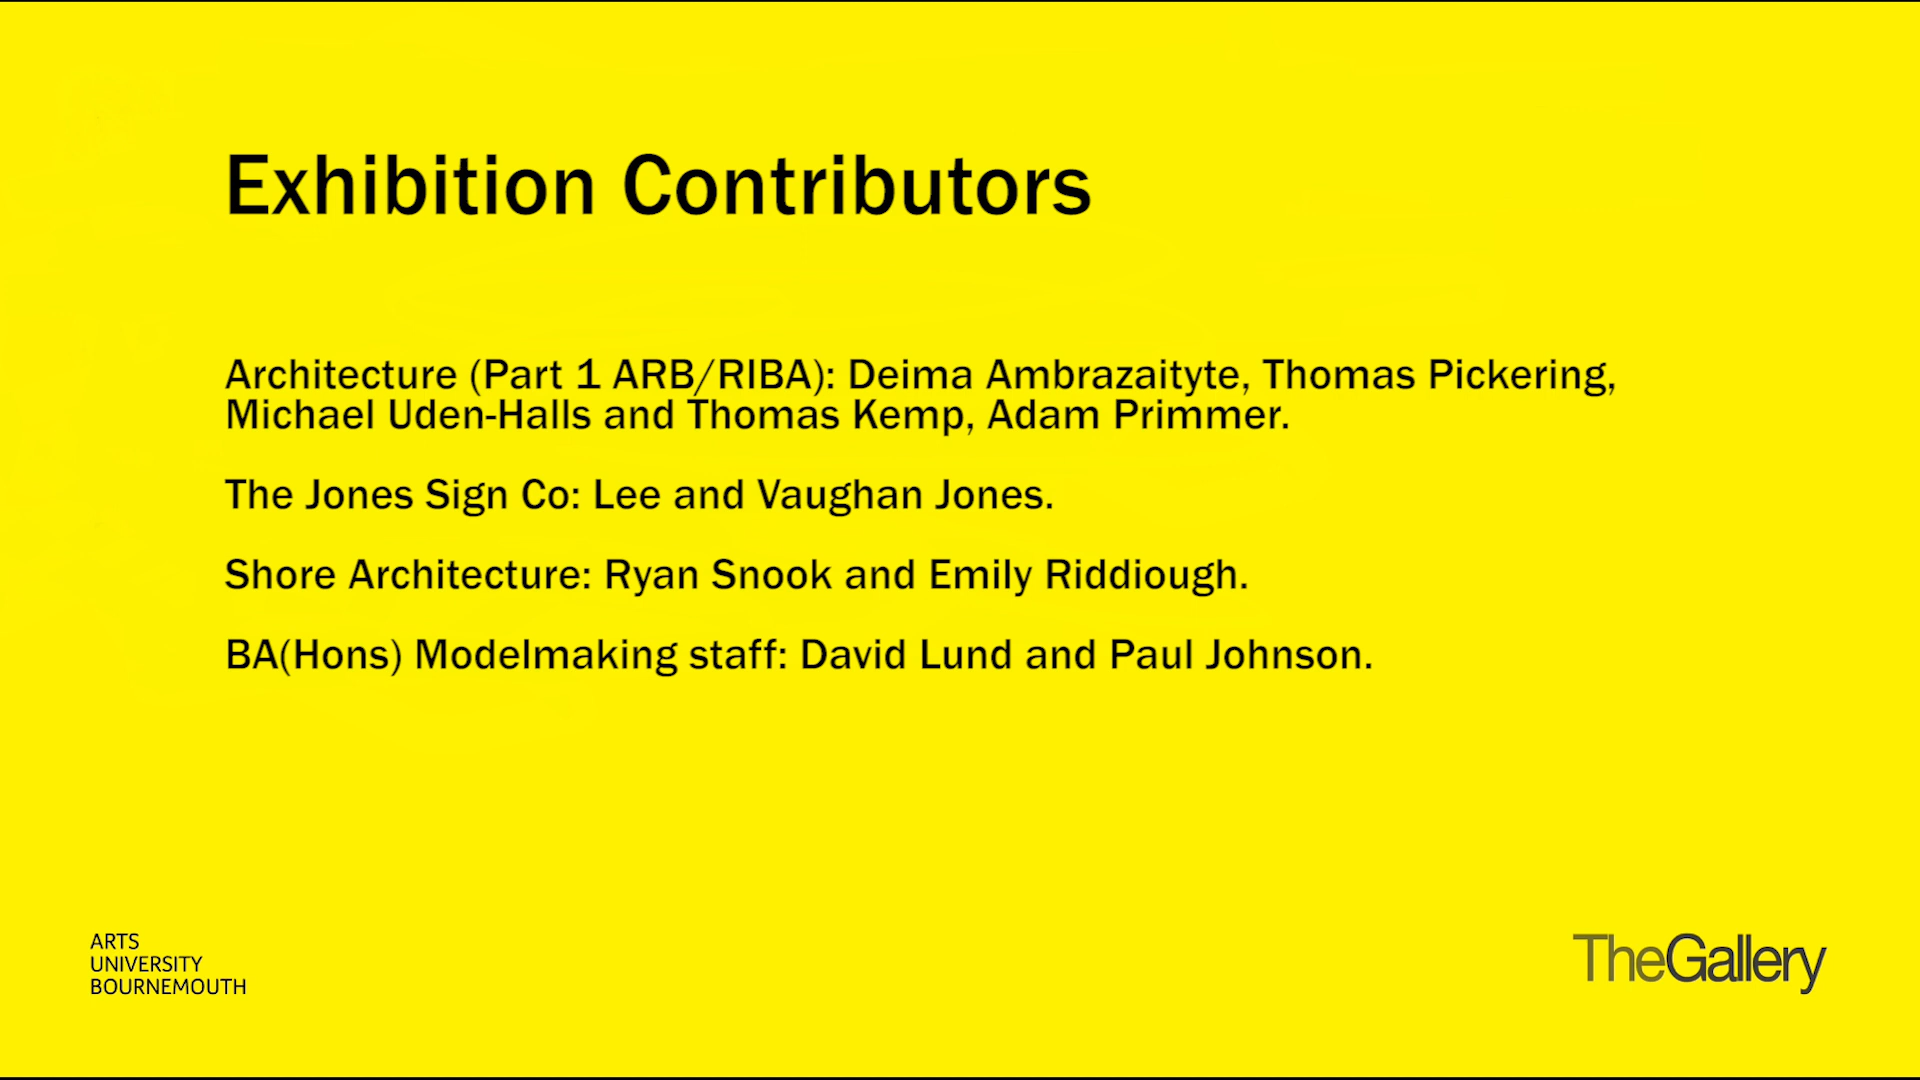 Exhibition Contributors
Architecture (Part 1 ARB/RIBA): Deima Ambrazaityte, Thomas Pickering,
Michael Uden-Halls and Thomas Kemp, Adam Primmer.
The Jones Sign Co: Lee and Vaughan Jones.
Shore Architecture: Ryan Snook and Emily Riddiough.
BA(Hons) Modelmaking staff: David Lund and Paul Johnson.
ARTS
UNIVERSITY
BOURNEMOUTH
TheGallery